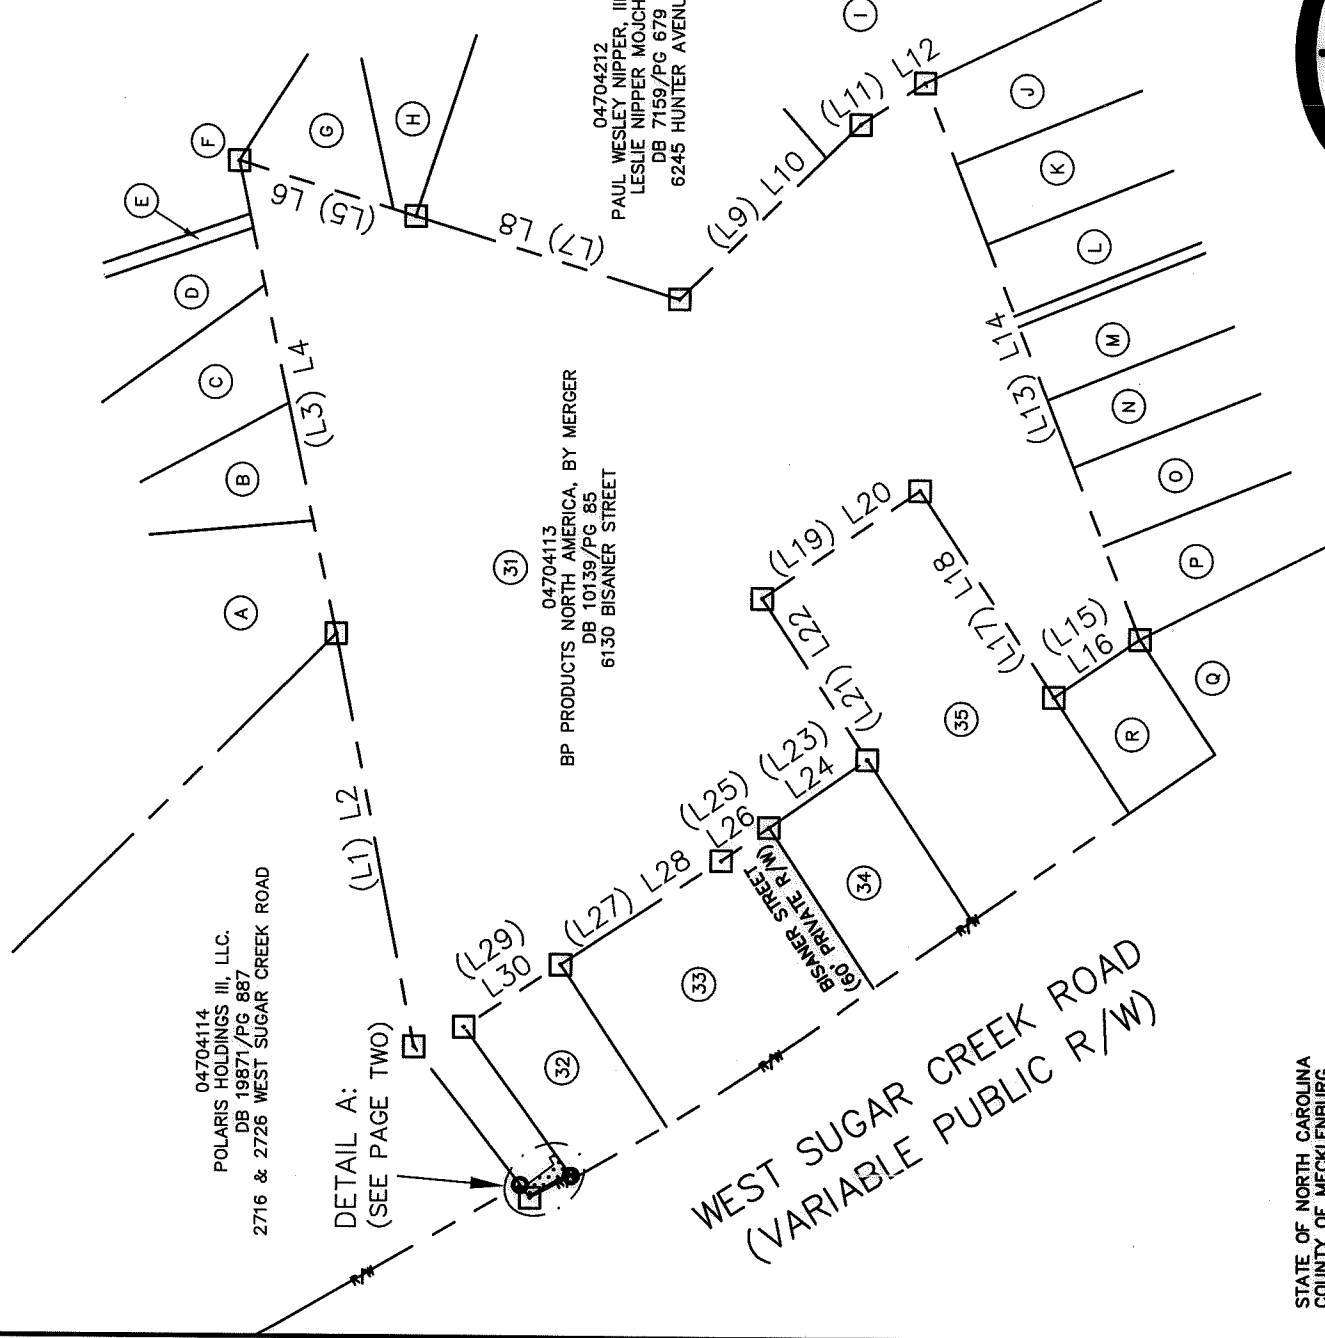 04704114
POLARIS HOLDINGS III, LLC.
DB 19871/PG 887
2716 & 2726 WEST SUGAR CREEK ROAD
DETAIL A:
(SEE PAGE TWO)
(L1) L2
A
B
C
D
E
F
G
H
(L3) L4
(L5) L6
(L7) L8
04704212
PAUL WESLEY NIPPER, III
LESLIE NIPPER MOJCH
DB 7159/PG 679
6245 HUNTER AVENU
I
(L9) L10
(L11) L12
31
04704113
BP PRODUCTS NORTH AMERICA, BY MERGER
DB 10139/PG 85
6130 BISANER STREET
J
K
L
M
N
O
P
Q
R
(L13) L14
(L15)
L16
(L17) L18
(L19) L20
(L21) L22
(L23)
L24
(L25)
L26
(L27) L28
(L29)
L30
32
33
34
35
BISANER STREET
(60' PRIVATE R/W)
R/W
R/W
R/W
R/W
WEST SUGAR CREEK ROAD
(VARIABLE PUBLIC R/W)
STATE OF NORTH CAROLINA
COUNTY OF MECKLENBURG